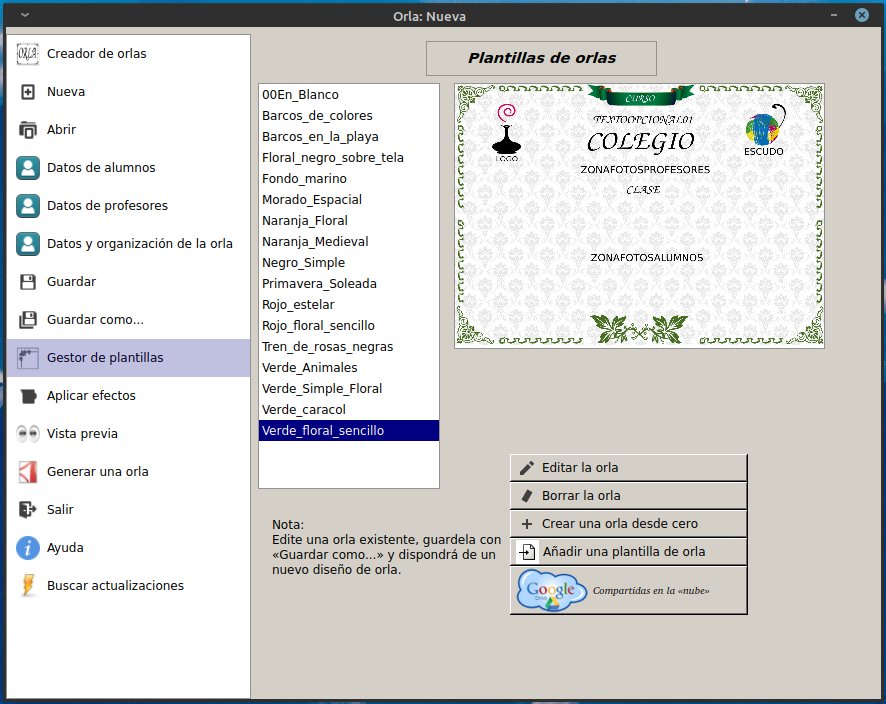 Orla: Nueva
Creador de orlas
Nueva
Abrir
Datos de alumnos
Datos de profesores
Datos y organización de la orla
Guardar
Guardar como...
Gestor de plantillas
Aplicar efectos
Vista previa
Generar una orla
Salir
Ayuda
Buscar actualizaciones
Plantillas de orlas
00En_Blanco
Barcos_de_colores
Barcos_en_la_playa
Floral_negro_sobre_tela
Fondo_marino
Morado_Espacial
Naranja_Floral
Naranja_Medieval
Negro_Simple
Primavera_Soleada
Rojo_estelar
Rojo_floral_sencillo
Tren_de_rosas_negras
Verde_Animales
Verde_Simple_Floral
Verde_caracol
Verde_floral_sencillo
CURSO
TEXTOOPCIONAL01
COLEGIO
LOGO
ESCUDO
ZONAFOTOSPROFESORES
CLASE
ZONAFOTOSALUMNOS
Nota:
Edite una orla existente, guardela con
«Guardar como...» y dispondrá de un
nuevo diseño de orla.
Editar la orla
Borrar la orla
Crear una orla desde cero
Añadir una plantilla de orla
Google
Drive
Compartidas en la «nube»